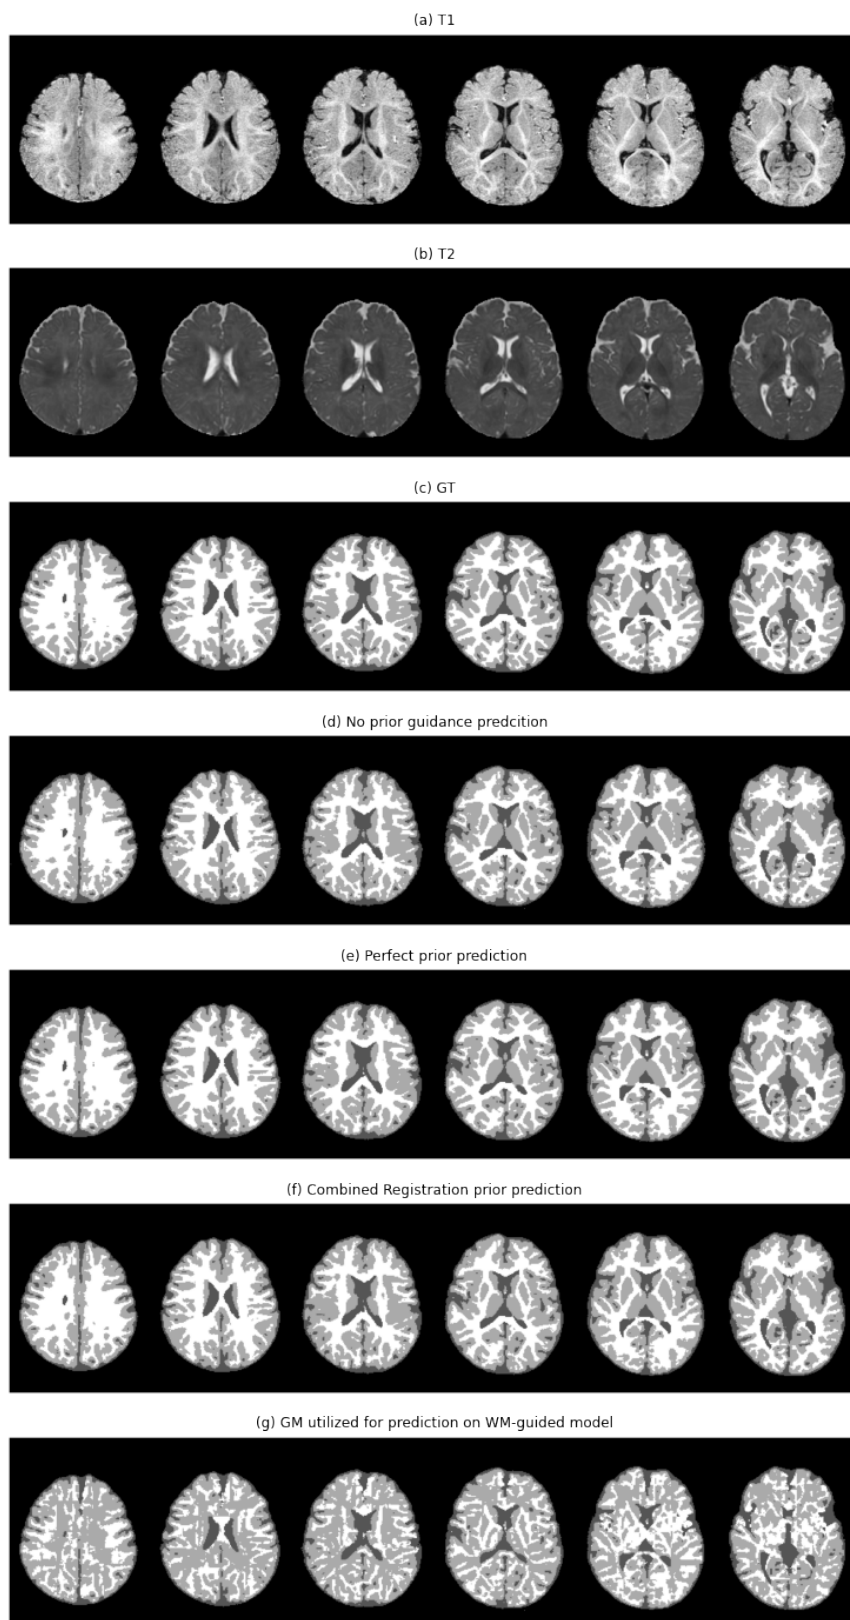 (a) T1
(b) T2
(c) GT
(d) No prior guidance predcition
(e) Perfect prior prediction
(f) Combined Registration prior prediction
(g) GM utilized for prediction on WM-guided model